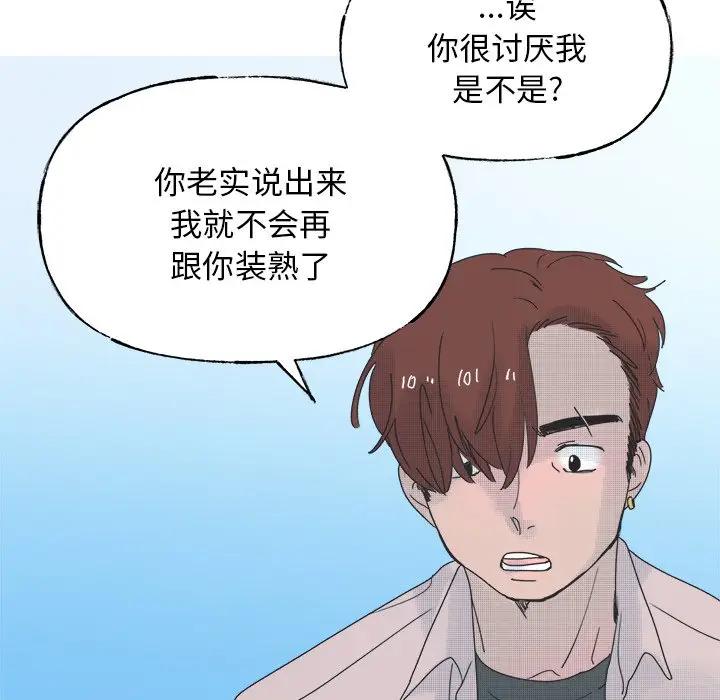 ...诶
你很讨厌我
是不是?
你老实说出来
我就不会再
跟你装熟了